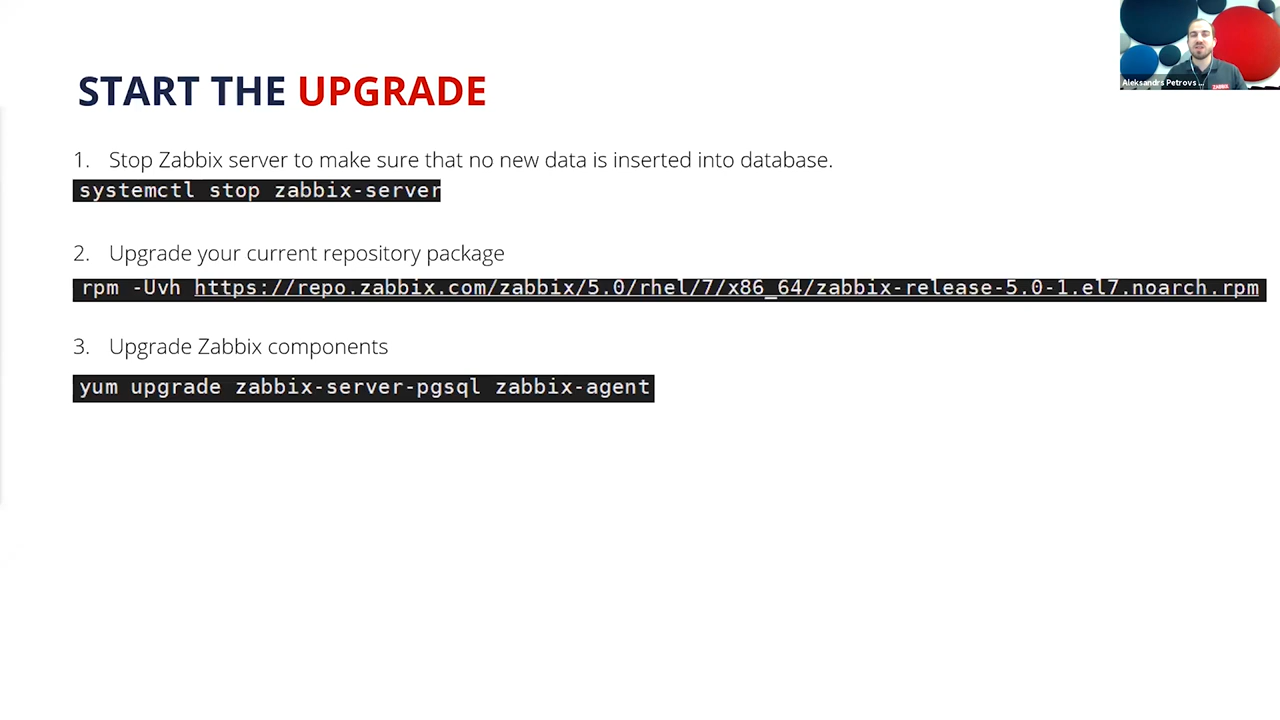 START THE UPGRADE
1. Stop Zabbix server to make sure that no new data is inserted into database.
systemctl stop zabbix-server
2. Upgrade your current repository package
rpm -Uvh https://repo.zabbix.com/zabbix/5.0/rhel/7/x86_64/zabbix-release-5.0-1.el7.noarch.rpm
3. Upgrade Zabbix components
yum upgrade zabbix-server-pgsql zabbix-agent
Aleksandrs Petrovs ...
ZABBIX